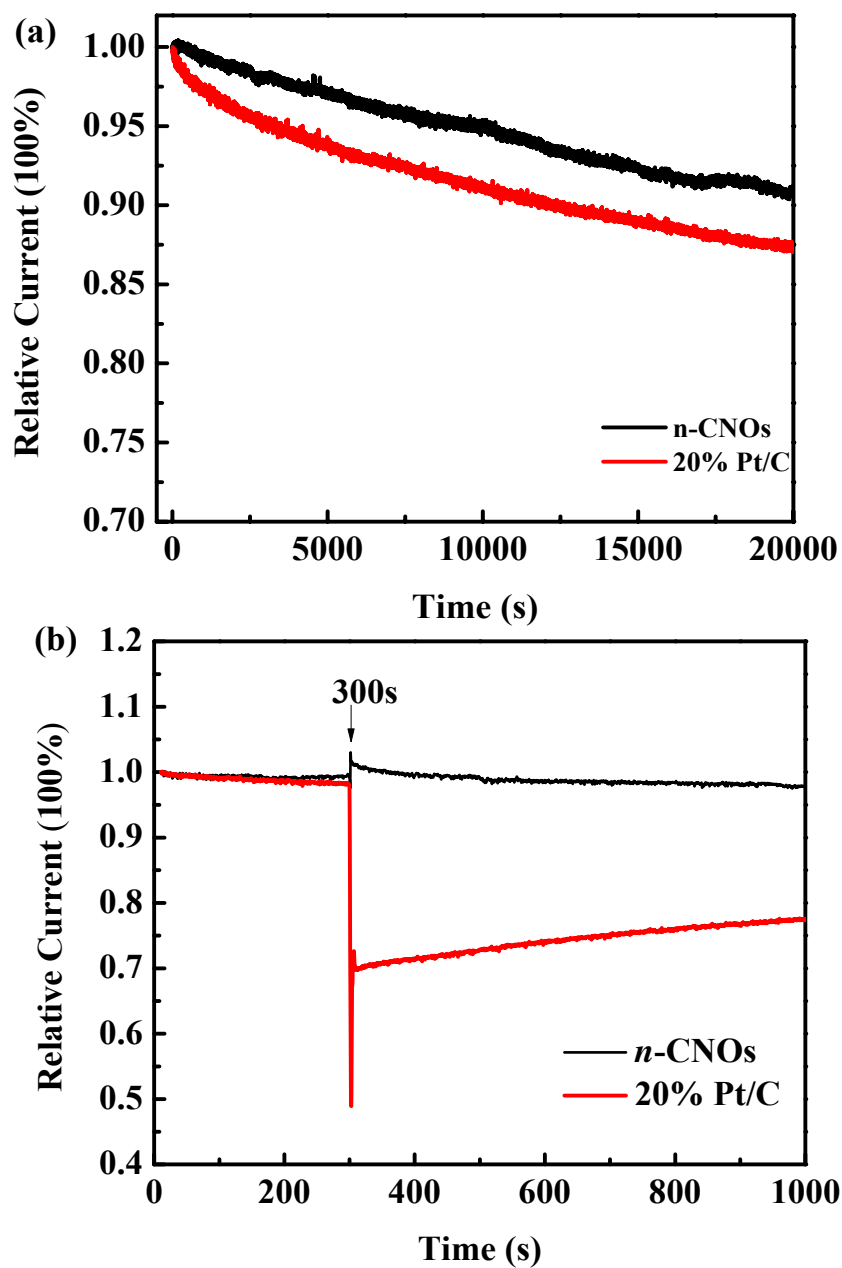 (a)
1.00
0.95
0.90
0.85
0.80
0.75
0.70
Relative Current (100%)
n-CNOs
20% Pt/C
0 5000 10000 15000 20000
Time (s)
(b)
1.2
1.1
1.0
0.9
0.8
0.7
0.6
0.5
0.4
Relative Current (100%)
300s
n-CNOs
20% Pt/C
0 200 400 600 800 1000
Time (s)